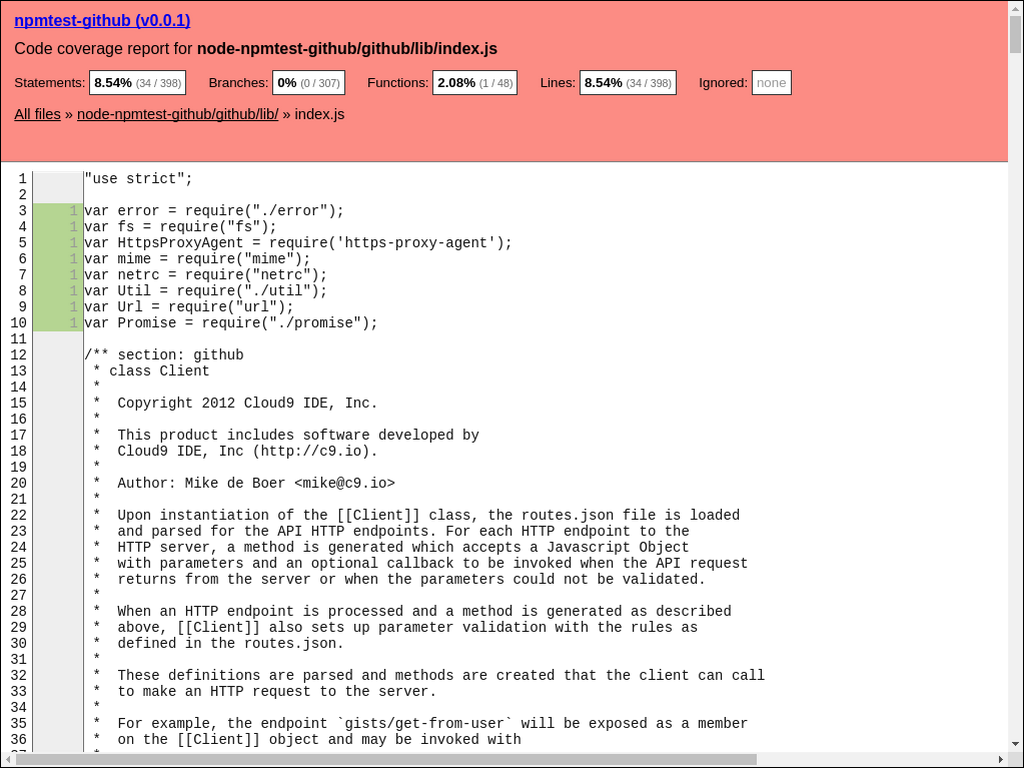 npmtest-github (v0.0.1)
Code coverage report for node-npmtest-github/github/lib/index.js
Statements: 8.54% (34 / 398) Branches: 0% (0 / 307) Functions: 2.08% (1 / 48) Lines: 8.54% (34 / 398) Ignored: none
All files » node-npmtest-github/github/lib/ » index.js
1 "use strict";
2
3 1 var error = require("./error");
4 1 var fs = require("fs");
5 1 var HttpsProxyAgent = require('https-proxy-agent');
6 1 var mime = require("mime");
7 1 var netrc = require("netrc");
8 1 var Util = require("./util");
9 1 var Url = require("url");
10 1 var Promise = require("./promise");
11
12 /** section: github
13 * class Client
14 *
15 * Copyright 2012 Cloud9 IDE, Inc.
16 *
17 * This product includes software developed by
18 * Cloud9 IDE, Inc (http://c9.io).
19 *
20 * Author: Mike de Boer <mike@c9.io>
21 *
22 * Upon instantiation of the [[Client]] class, the routes.json file is loaded
23 * and parsed for the API HTTP endpoints. For each HTTP endpoint to the
24 * HTTP server, a method is generated which accepts a Javascript Object
25 * with parameters and an optional callback to be invoked when the API request
26 * returns from the server or when the parameters could not be validated.
27 *
28 * When an HTTP endpoint is processed and a method is generated as described
29 * above, [[Client]] also sets up parameter validation with the rules as
30 * defined in the routes.json.
31 *
32 * These definitions are parsed and methods are created that the client can call
33 * to make an HTTP request to the server.
34 *
35 * For example, the endpoint `gists/get-from-user` will be exposed as a member
36 * on the [[Client]] object and may be invoked with